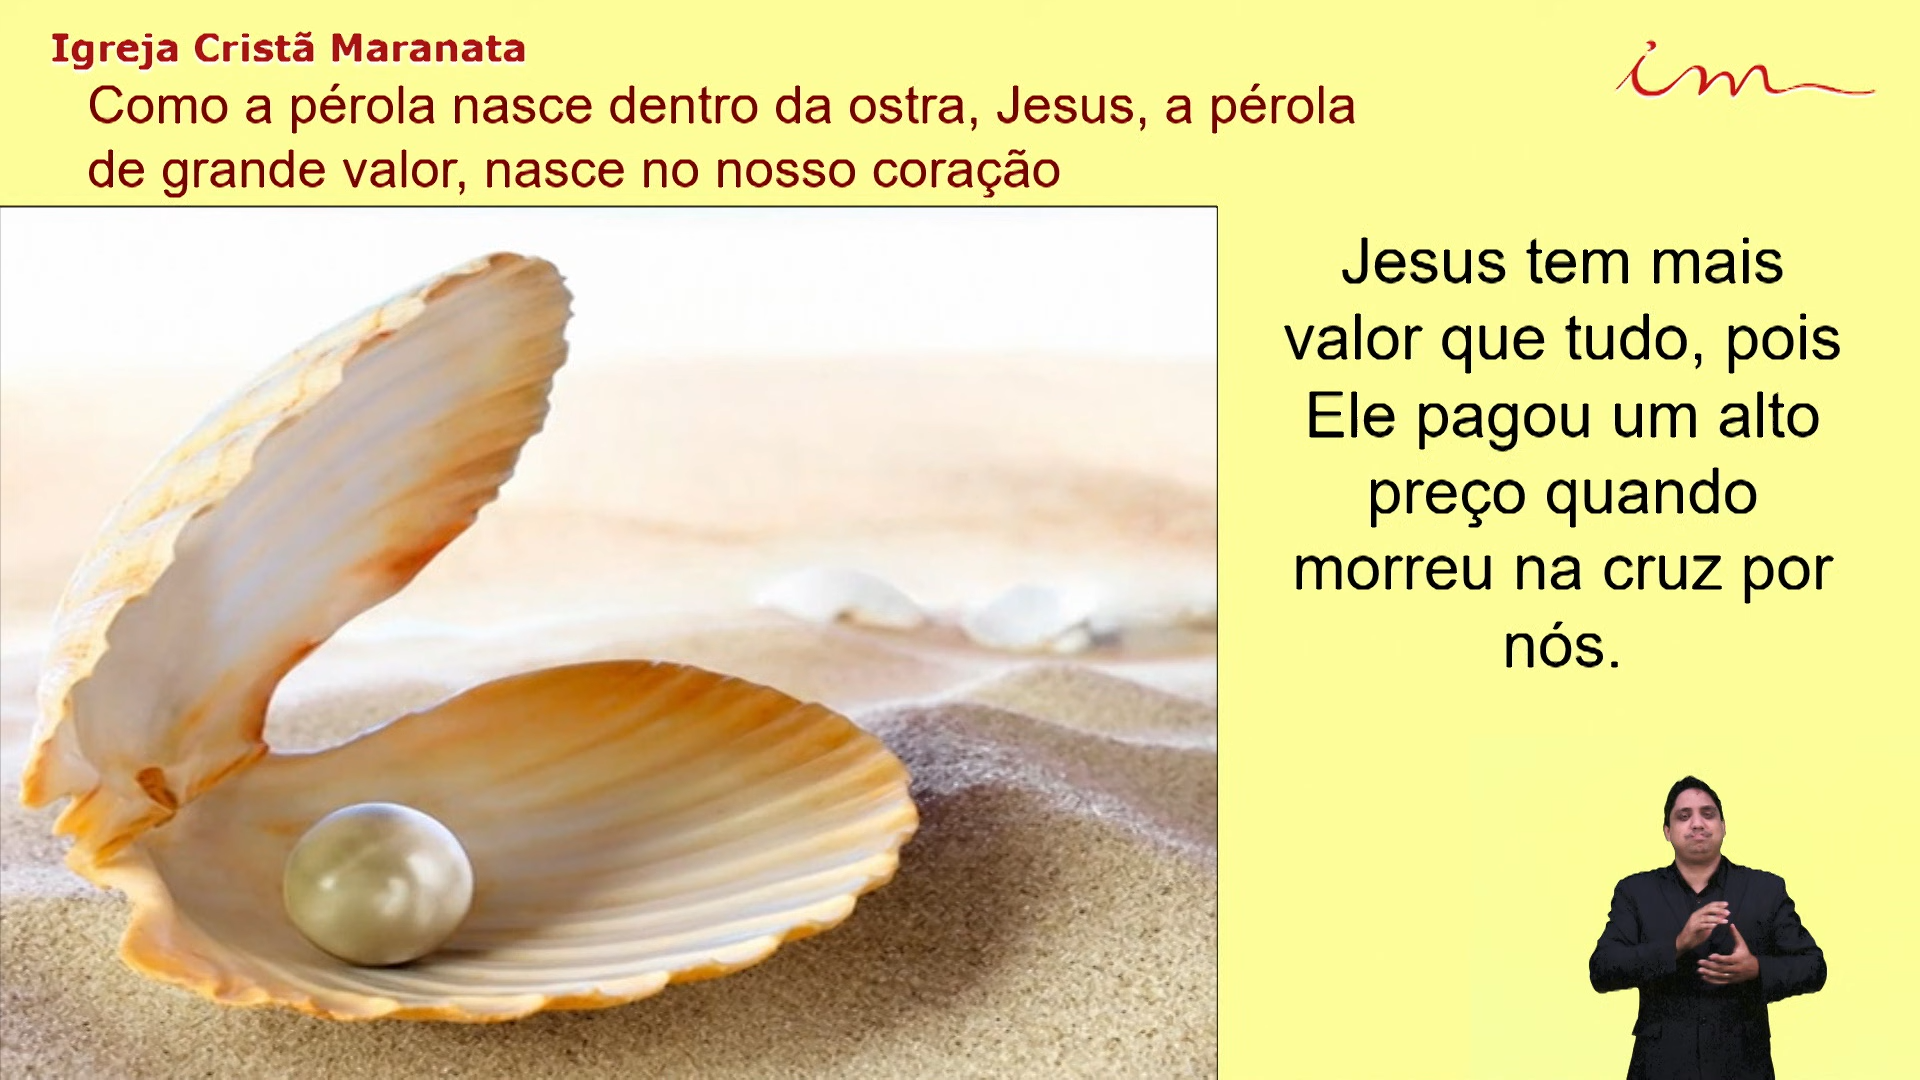 Igreja Cristã Maranata
im
Como a pérola nasce dentro da ostra, Jesus, a pérola
de grande valor, nasce no nosso coração
Jesus tem mais
valor que tudo, pois
Ele pagou um alto
preço quando
morreu na cruz por
nós.